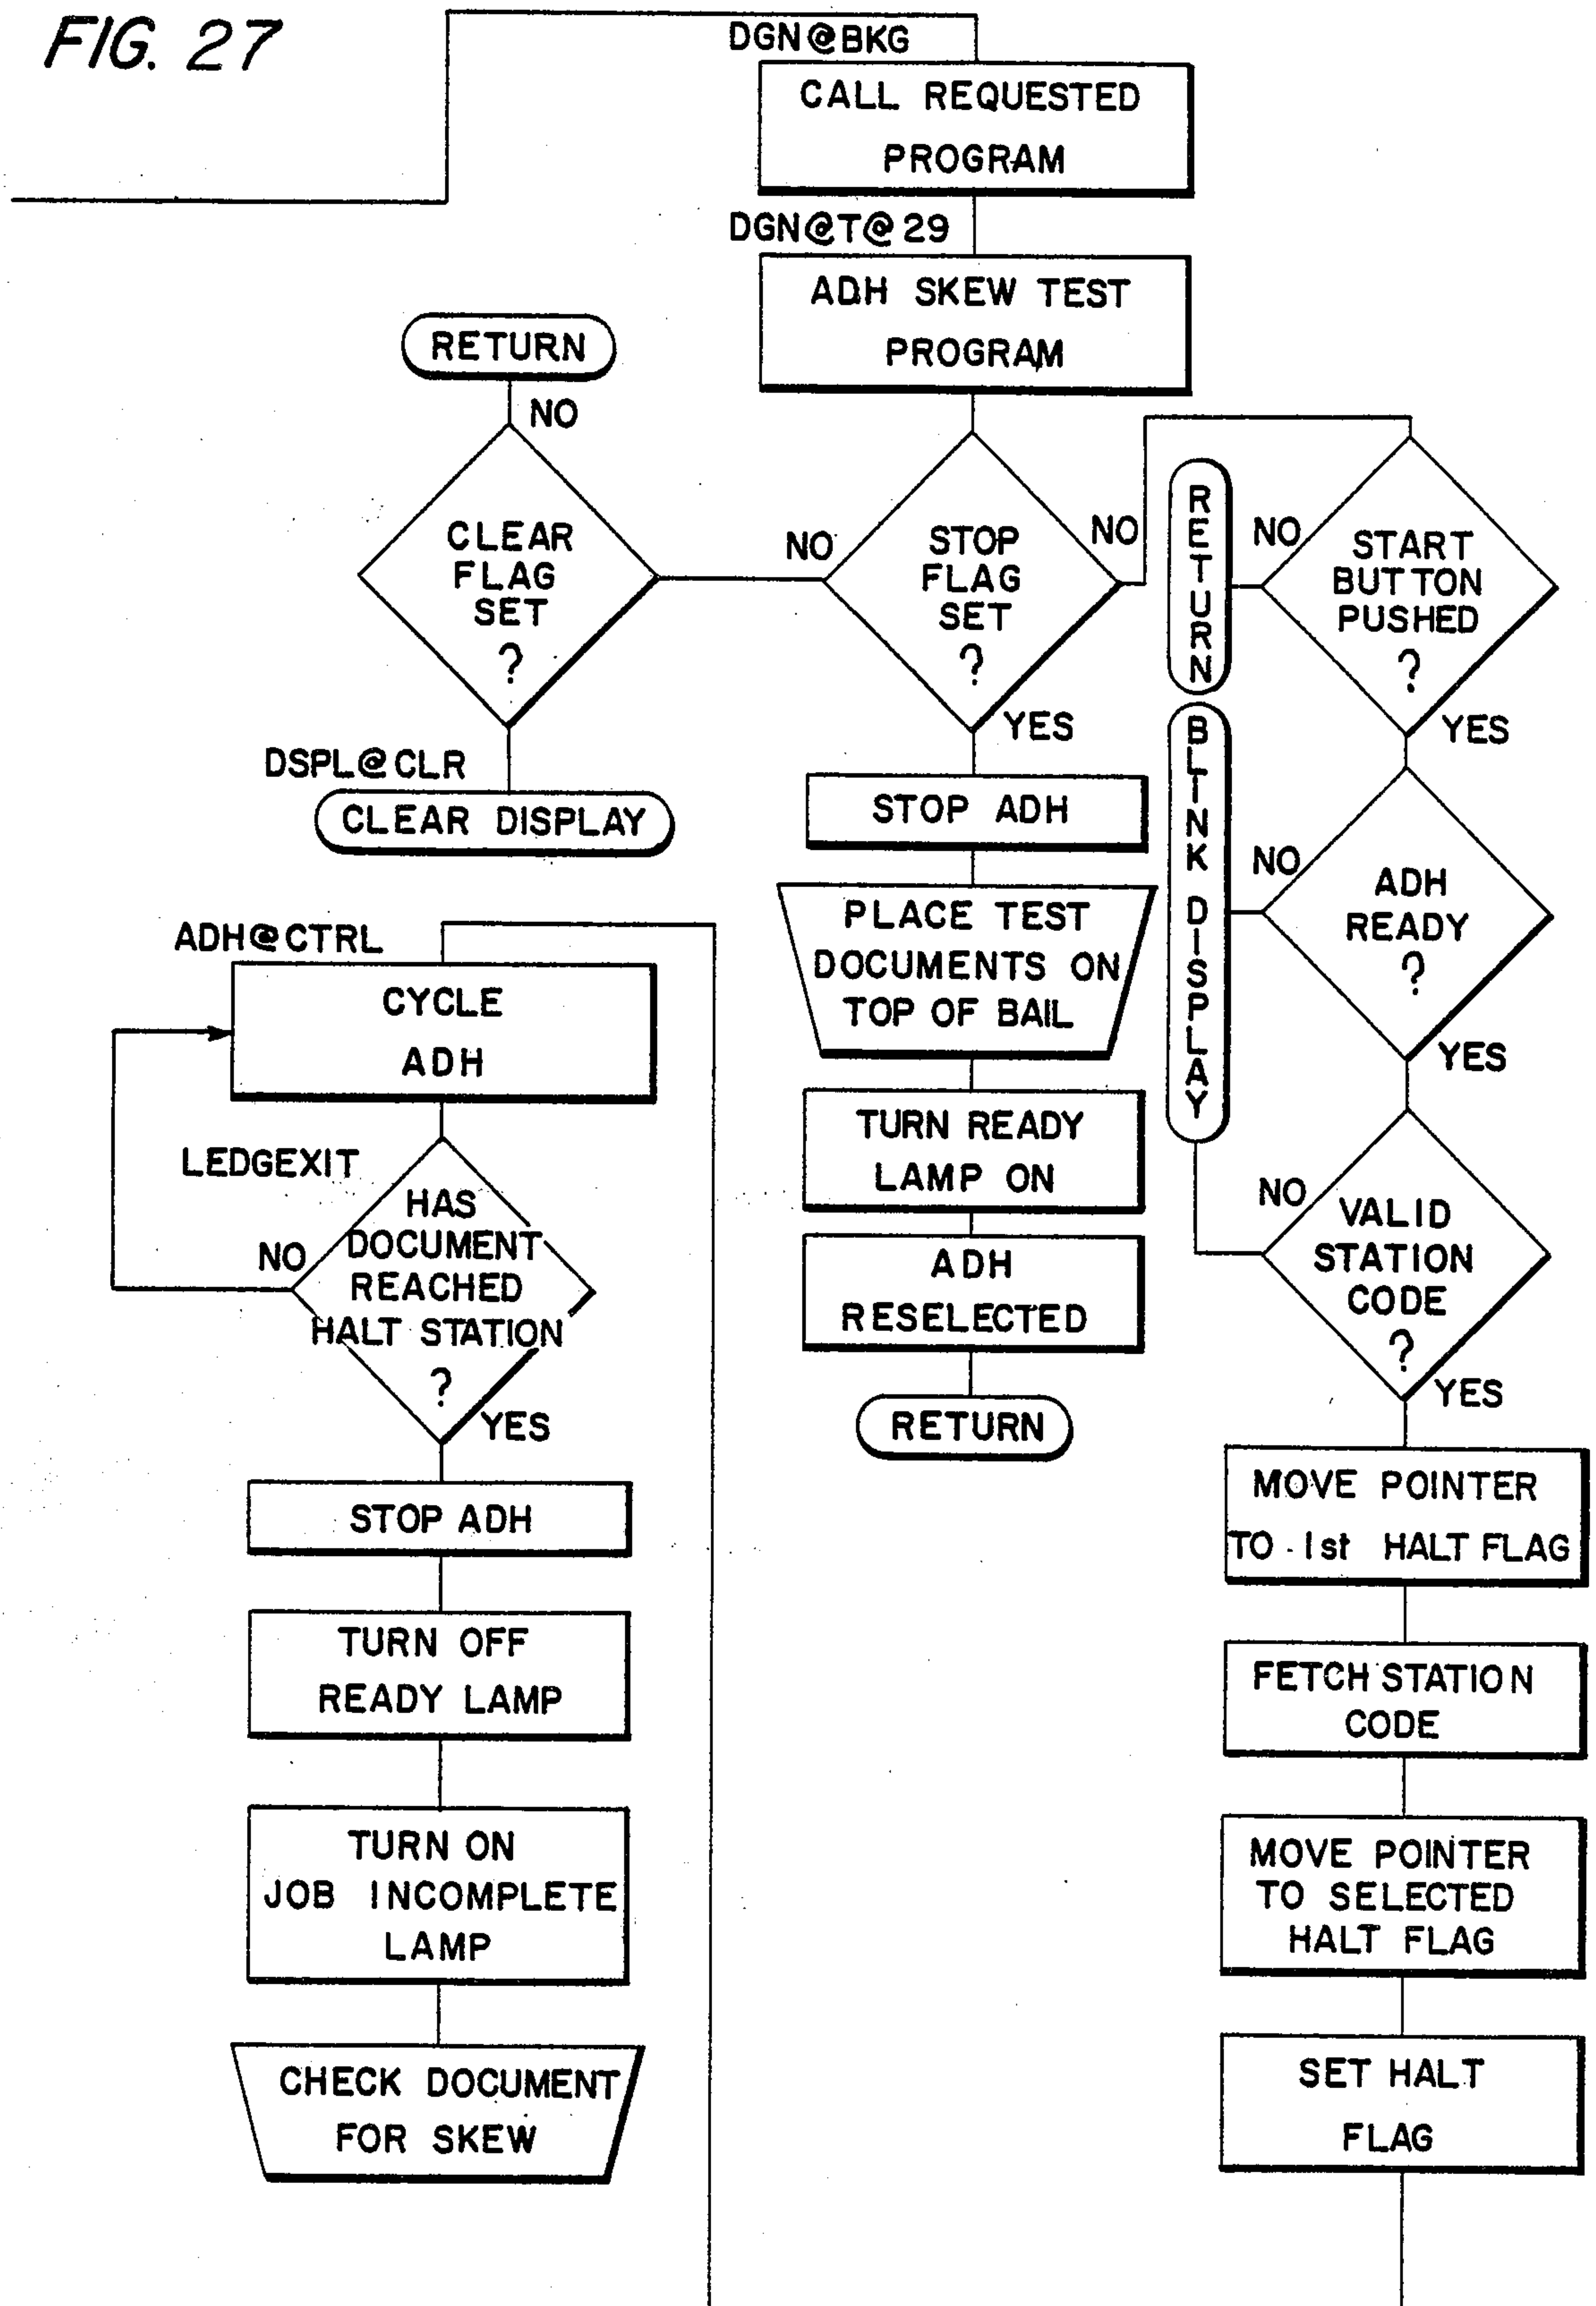 FIG. 27
DGN@BKG
CALL REQUESTED
PROGRAM
DGN@T@29
ADH SKEW TEST
PROGRAM
RETURN
NO
CLEAR
FLAG
SET
?
DSPL@CLR
CLEAR DISPLAY
NO
STOP
FLAG
SET
?
NO
YES
STOP ADH
PLACE TEST
DOCUMENTS ON
TOP OF BAIL
TURN READY
LAMP ON
ADH
RESELECTED
RETURN
RETURN
NO
START
BUTTON
PUSHED
?
YES
BLINK DISPLAY
NO
ADH
READY
?
YES
NO
VALID
STATION
CODE
?
YES
MOVE POINTER
TO 1st HALT FLAG
FETCH STATION
CODE
MOVE POINTER
TO SELECTED
HALT FLAG
SET HALT
FLAG
ADH@CTRL
CYCLE
ADH
LEDGEXIT
NO
HAS
DOCUMENT
REACHED
HALT STATION
?
YES
STOP ADH
TURN OFF
READY LAMP
TURN ON
JOB INCOMPLETE
LAMP
CHECK DOCUMENT
FOR SKEW